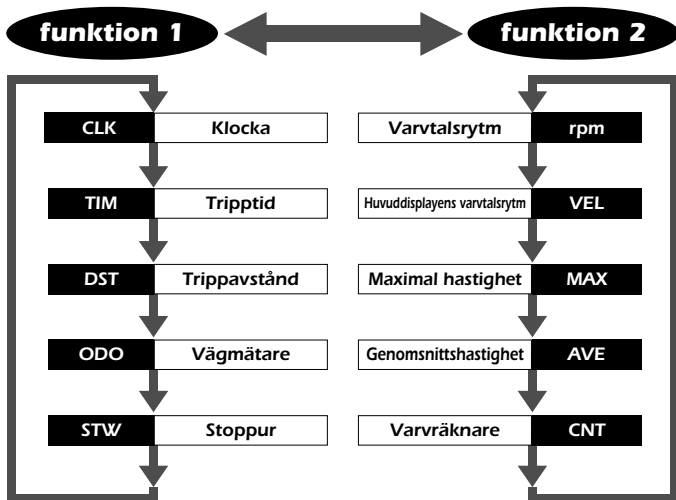 funktion 1
funktion 2
CLK Klocka
TIM Tripptid
DST Trippavstånd
ODO Vägmätare
STW Stoppur
Varvtalsrytm rpm
Huvuddisplayens varvtalsrytm VEL
Maximal hastighet MAX
Genomsnittshastighet AVE
Varvräknare CNT